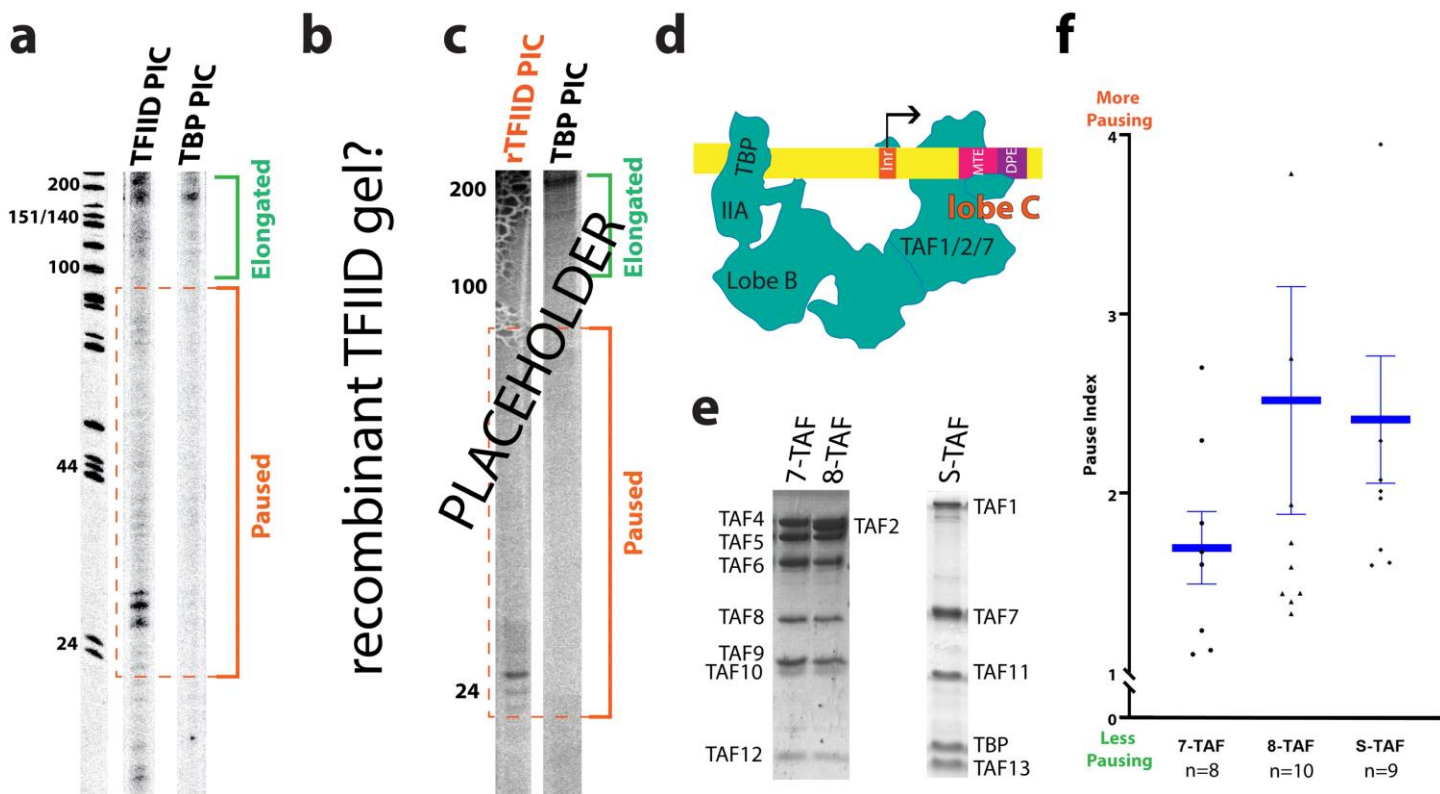 a
TFIID PIC
TBP PIC
200
151/140
100
44
24
Elongated
Paused
b
recombinant TFIID gel?
c
rTFIID PIC
TBP PIC
200
100
24
Elongated
Paused
PLACEHOLDER
d
TBP
IIA
Lobe B
Inr
MTE
DPE
lobe C
TAF1/2/7
e
7-TAF
8-TAF
S-TAF
TAF4
TAF2
TAF5
TAF6
TAF8
TAF9
TAF10
TAF12
TAF1
TAF7
TAF11
TBP
TAF13
f
More
Pausing
4
3
2
1
0
Pause Index
Less
Pausing
7-TAF
8-TAF
S-TAF
n=8
n=10
n=9